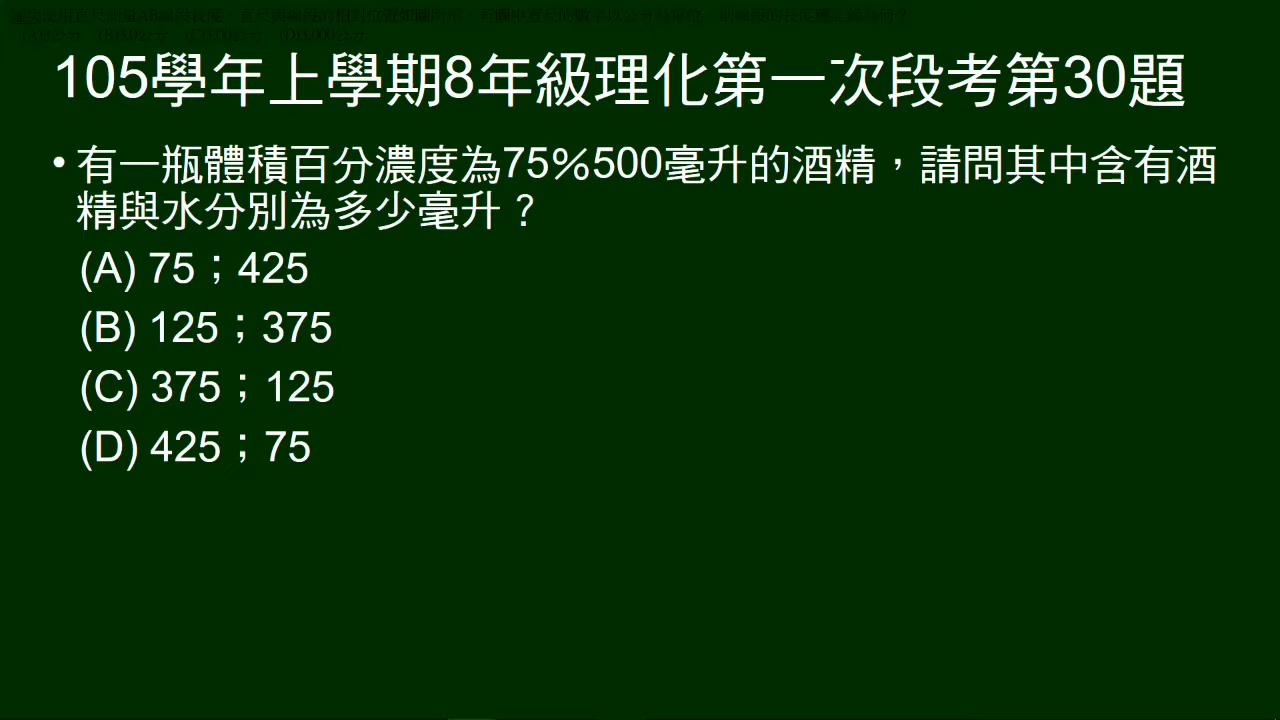 105學年上學期8年級理化第一次段考第30題
• 有一瓶體積百分濃度為75％500毫升的酒精，請問其中含有酒
精與水分別為多少毫升？
(A) 75；425
(B) 125；375
(C) 375；125
(D) 425；75